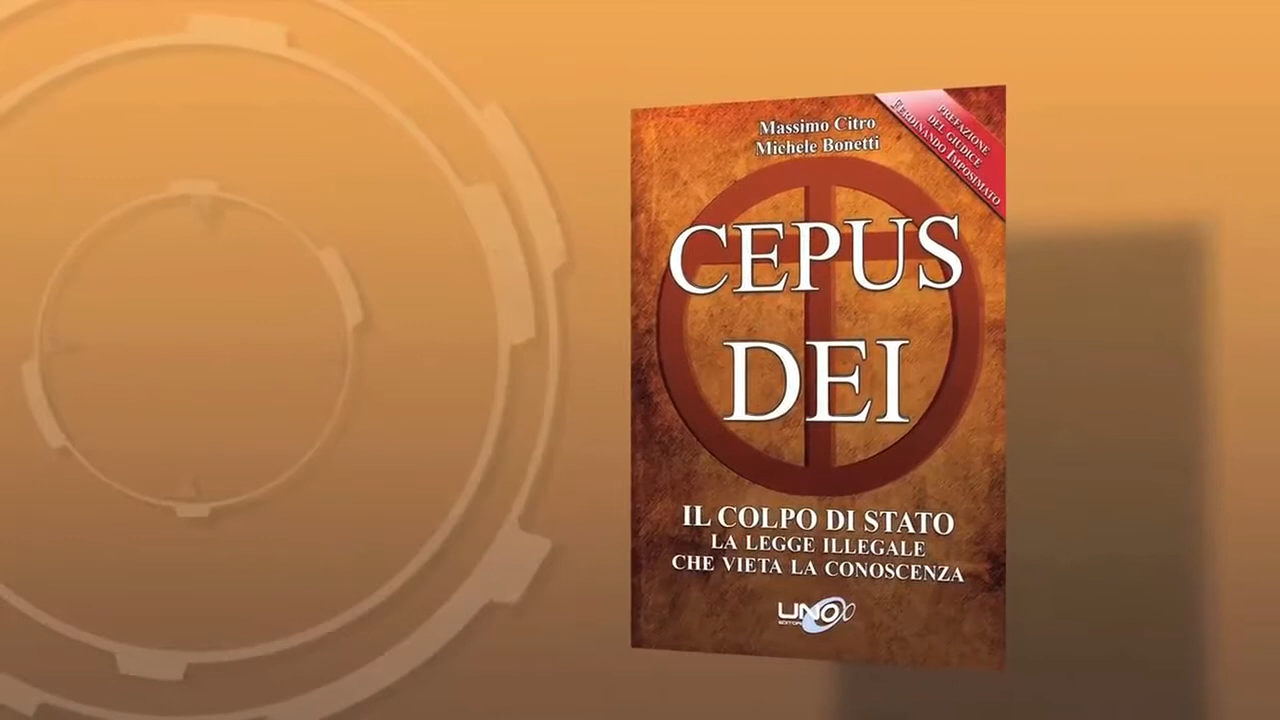 Massimo Citro
Michele Bonetti
PREFAZIONE
DEL GIUDICE
FERDINANDO IMPOSIMATO
CEPUS
DEI
IL COLPO DI STATO
LA LEGGE ILLEGALE
CHE VIETA LA CONOSCENZA
UNO
EDITORI